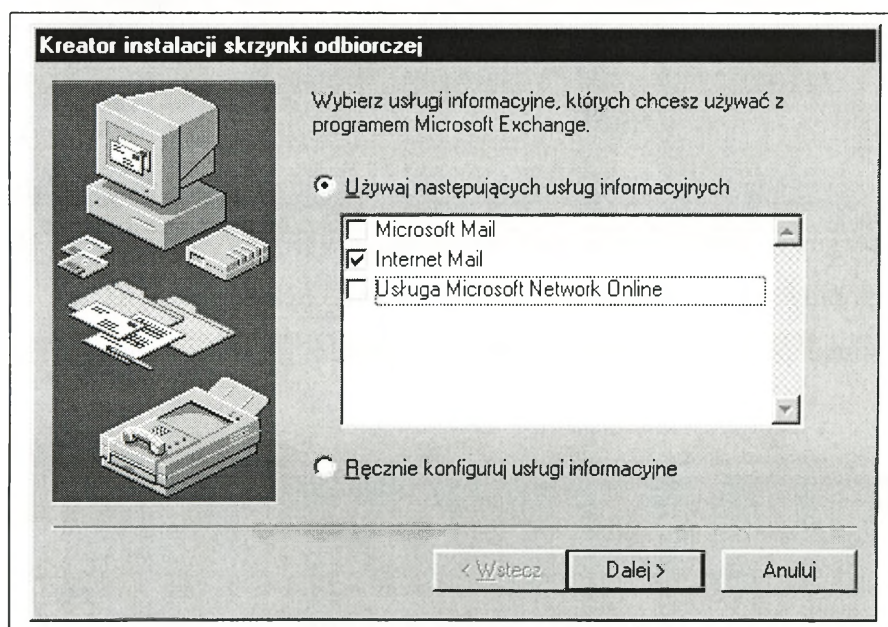 Kreator instalacji skrzynki odbiorczej
Wybierz usługi informacyjne, których chcesz używać z
programem Microsoft Exchange.
Używaj następujących usług informacyjnych
Microsoft Mail
Internet Mail
Usługa Microsoft Network Online
Ręcznie konfiguruj usługi informacyjne
< Wstecz
Dalej >
Anuluj